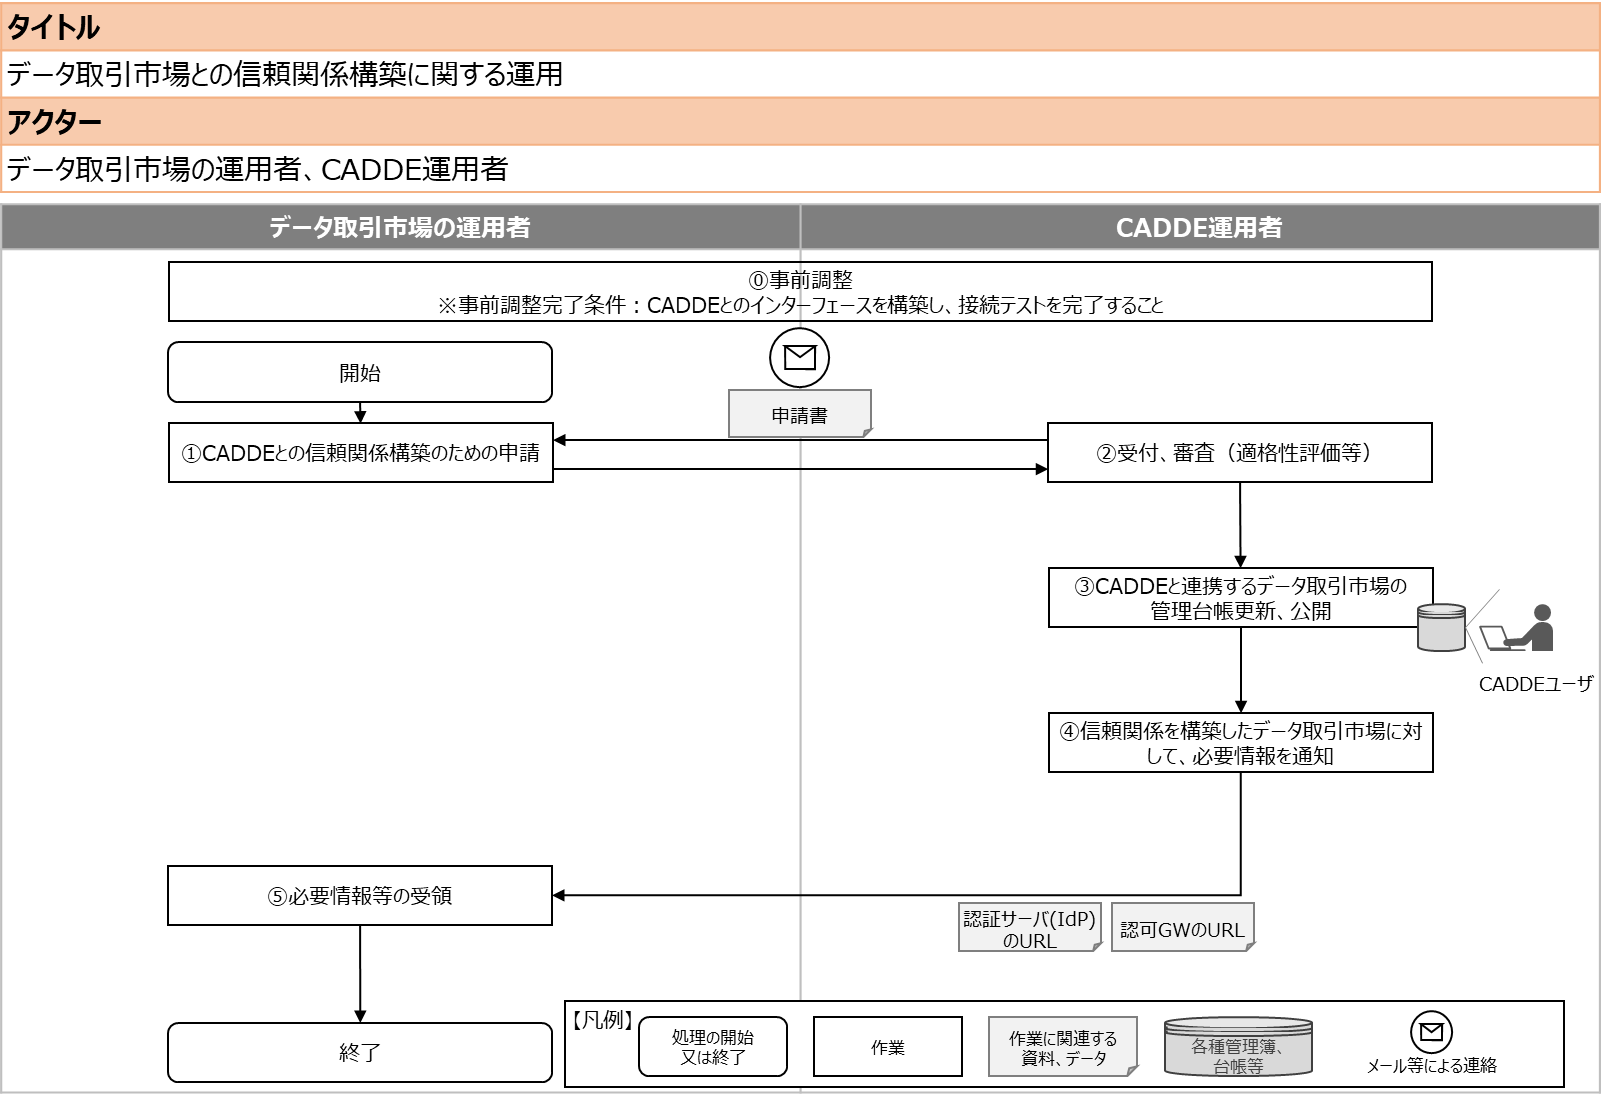 タイトル
データ取引市場との信頼関係構築に関する運用
アクター
データ取引市場の運用者、CADDE運用者
データ取引市場の運用者
CADDE運用者
⓪事前調整
※事前調整完了条件：CADDEとのインターフェースを構築し、接続テストを完了すること
開始
申請書
①CADDEとの信頼関係構築のための申請
②受付、審査（適格性評価等）
③CADDEと連携するデータ取引市場の
管理台帳更新、公開
CADDEユーザ
④信頼関係を構築したデータ取引市場に対
して、必要情報を通知
⑤必要情報等の受領
認証サーバ(IdP)
のURL
認可GWのURL
終了
【凡例】
処理の開始
又は終了
作業
作業に関連する
資料、データ
各種管理簿、
台帳等
メール等による連絡